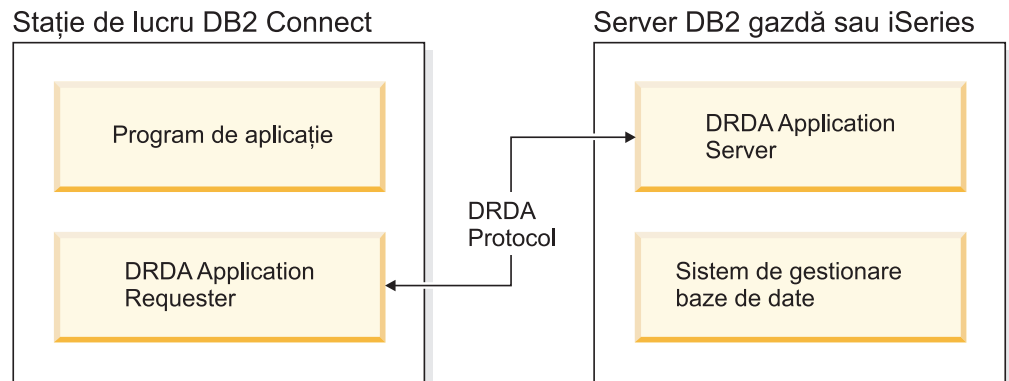 Stație de lucru DB2 Connect
Server DB2 gazdă sau iSeries
Program de aplicație
DRDA Application
Server
DRDA
Protocol
DRDA Application
Requester
Sistem de gestionare
baze de date